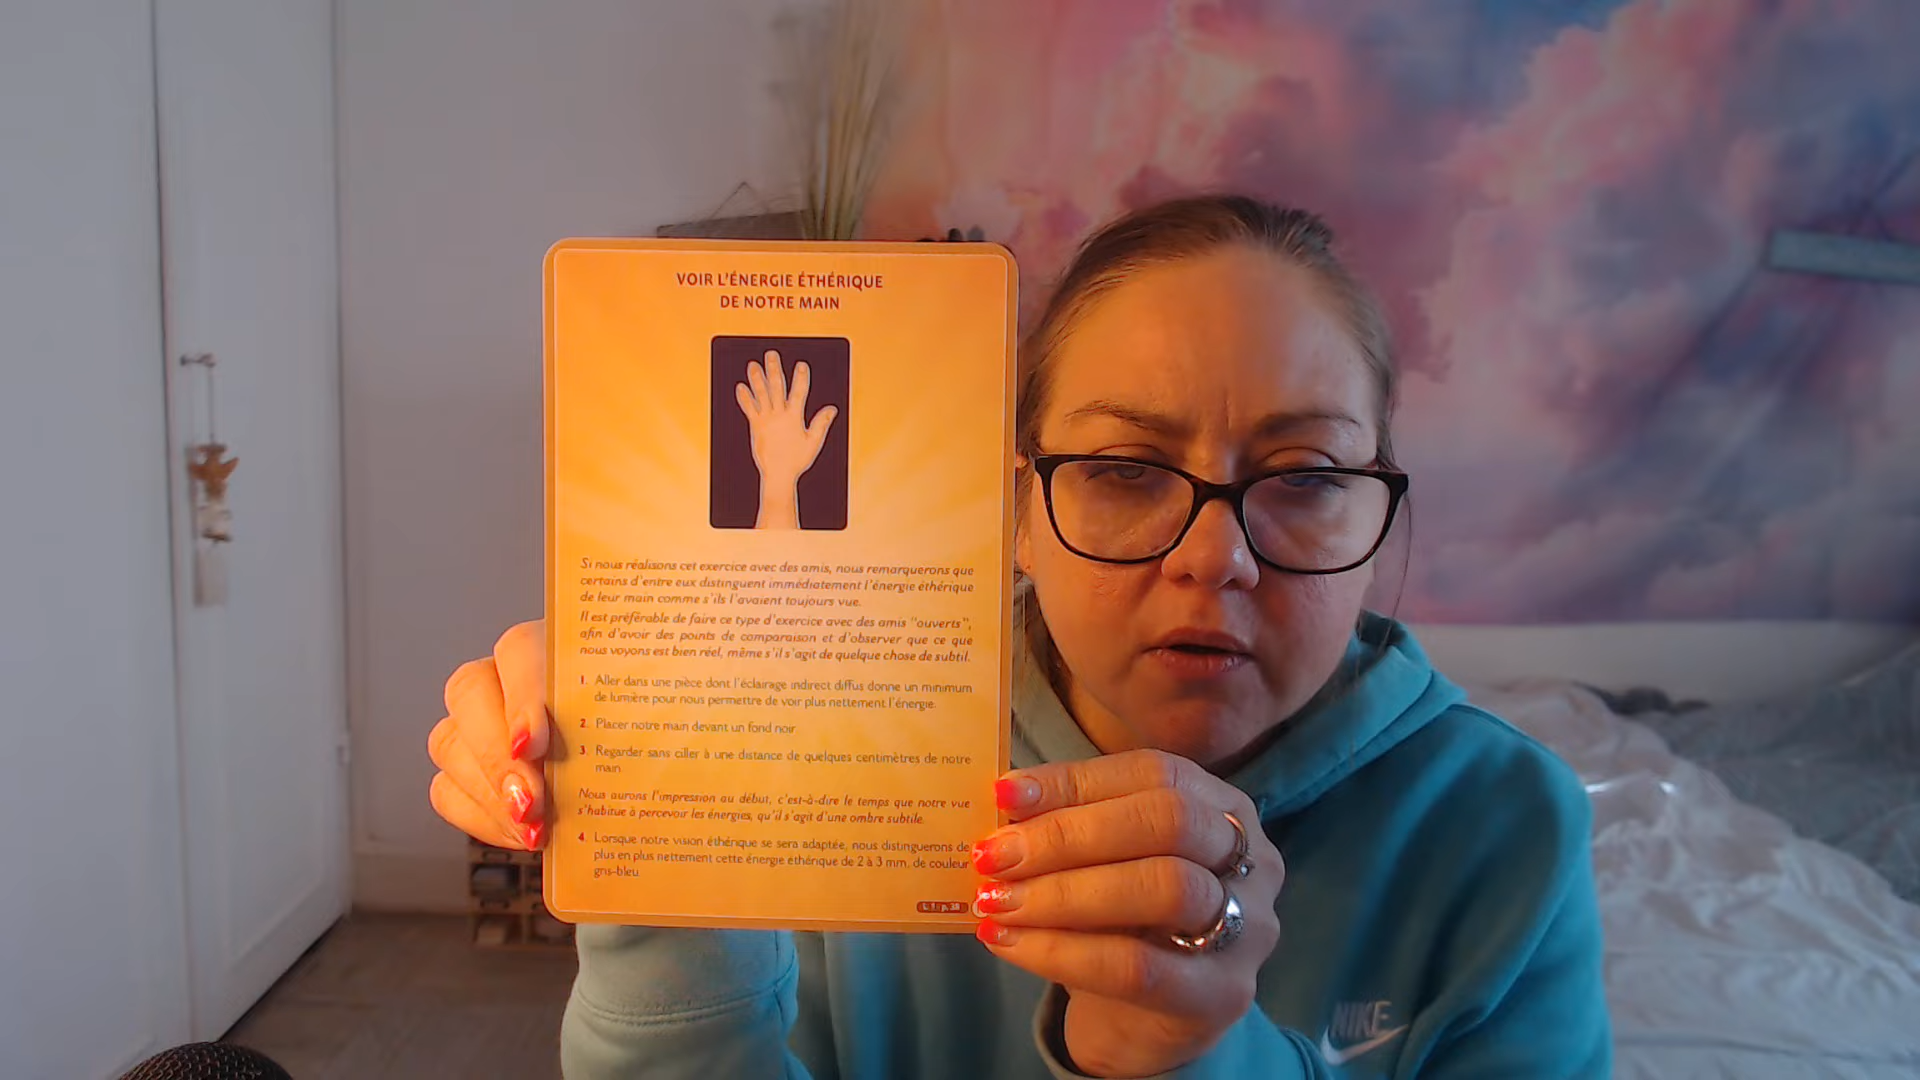 VOIR L'ÉNERGIE ÉTHÉRIQUE
DE NOTRE MAIN
Si nous réalisons cet exercice avec des amis, nous remarquerons que
certains d'entre eux distinguent immédiatement l'énergie éthérique
de leur main comme s'ils l'avaient toujours vue.
Il est préférable de faire ce type d'exercice avec des amis "ouverts",
afin d'avoir des points de comparaison et d'observer que ce que
nous voyons est bien réel, même s'il s'agit de quelque chose de subtil.
1. Aller dans une pièce dont l'éclairage indirect diffus donne un minimum
de lumière pour nous permettre de voir plus nettement l'énergie.
2. Placer notre main devant un fond noir.
3. Regarder sans ciller à une distance de quelques centimètres de notre
main.
Nous aurons l'impression au début, c'est-à-dire le temps que notre vue
s'habitue à percevoir les énergies, qu'il s'agit d'une ombre subtile.
4. Lorsque notre vision éthérique se sera adaptée, nous distinguerons de
plus en plus nettement cette énergie éthérique de 2 à 3 mm, de couleur
gris-bleu.
NIKE